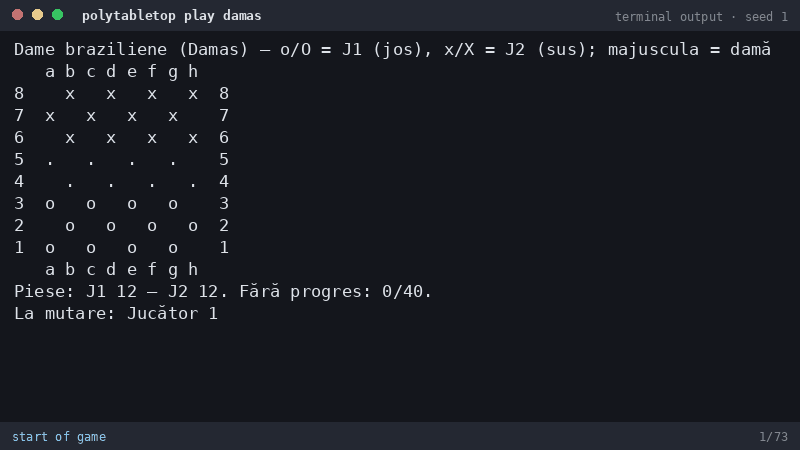 polytabletop play damas
terminal output · seed 1
Dame braziliene (Damas) — o/O = J1 (jos), x/X = J2 (sus); majuscula = damă
   a b c d e f g h
8    x   x   x   x  8
7  x   x   x   x    7
6    x   x   x   x  6
5  .   .   .   .    5
4    .   .   .   .  4
3  o   o   o   o    3
2    o   o   o   o  2
1  o   o   o   o    1
   a b c d e f g h
Piese: J1 12 — J2 12. Fără progres: 0/40.
La mutare: Jucător 1
start of game
1/73